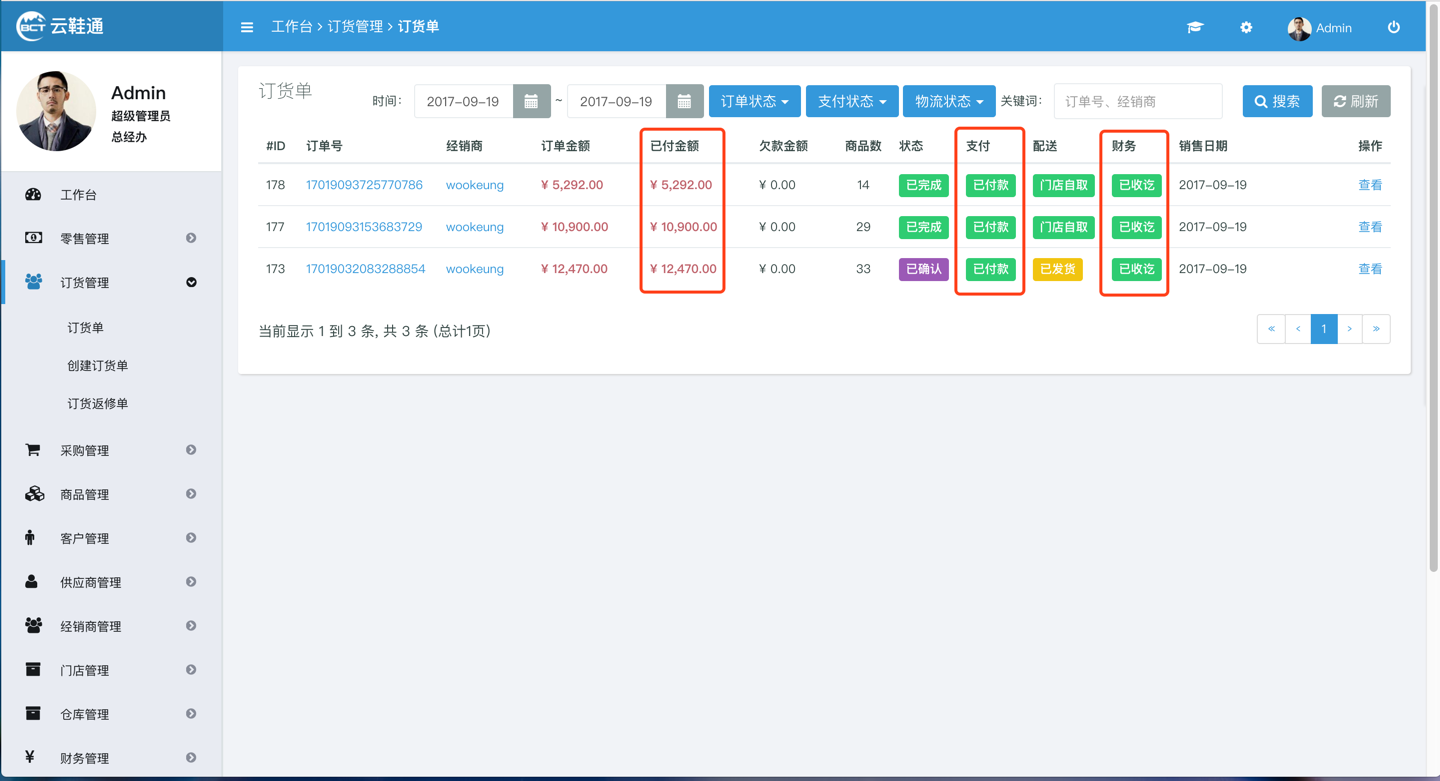 BCT 云鞋通
工作台 > 订货管理 > 订货单
Admin
Admin
超级管理员
总经办
工作台
零售管理
订货管理
订货单
创建订货单
订货返修单
采购管理
商品管理
客户管理
供应商管理
经销商管理
门店管理
仓库管理
¥ 财务管理
订货单
时间: 2017-09-19 ~ 2017-09-19 订单状态 支付状态 物流状态 关键词: 订单号、经销商 搜索 刷新
#ID 订单号 经销商 订单金额 已付金额 欠款金额 商品数 状态 支付 配送 财务 销售日期 操作
178 17019093725770786 wookeung ¥ 5,292.00 ¥ 5,292.00 ¥ 0.00 14 已完成 已付款 门店自取 已收讫 2017-09-19 查看
177 17019093153683729 wookeung ¥ 10,900.00 ¥ 10,900.00 ¥ 0.00 29 已完成 已付款 门店自取 已收讫 2017-09-19 查看
173 17019032083288854 wookeung ¥ 12,470.00 ¥ 12,470.00 ¥ 0.00 33 已确认 已付款 已发货 已收讫 2017-09-19 查看
当前显示 1 到 3 条, 共 3 条 (总计1页)
« ‹ 1 › »